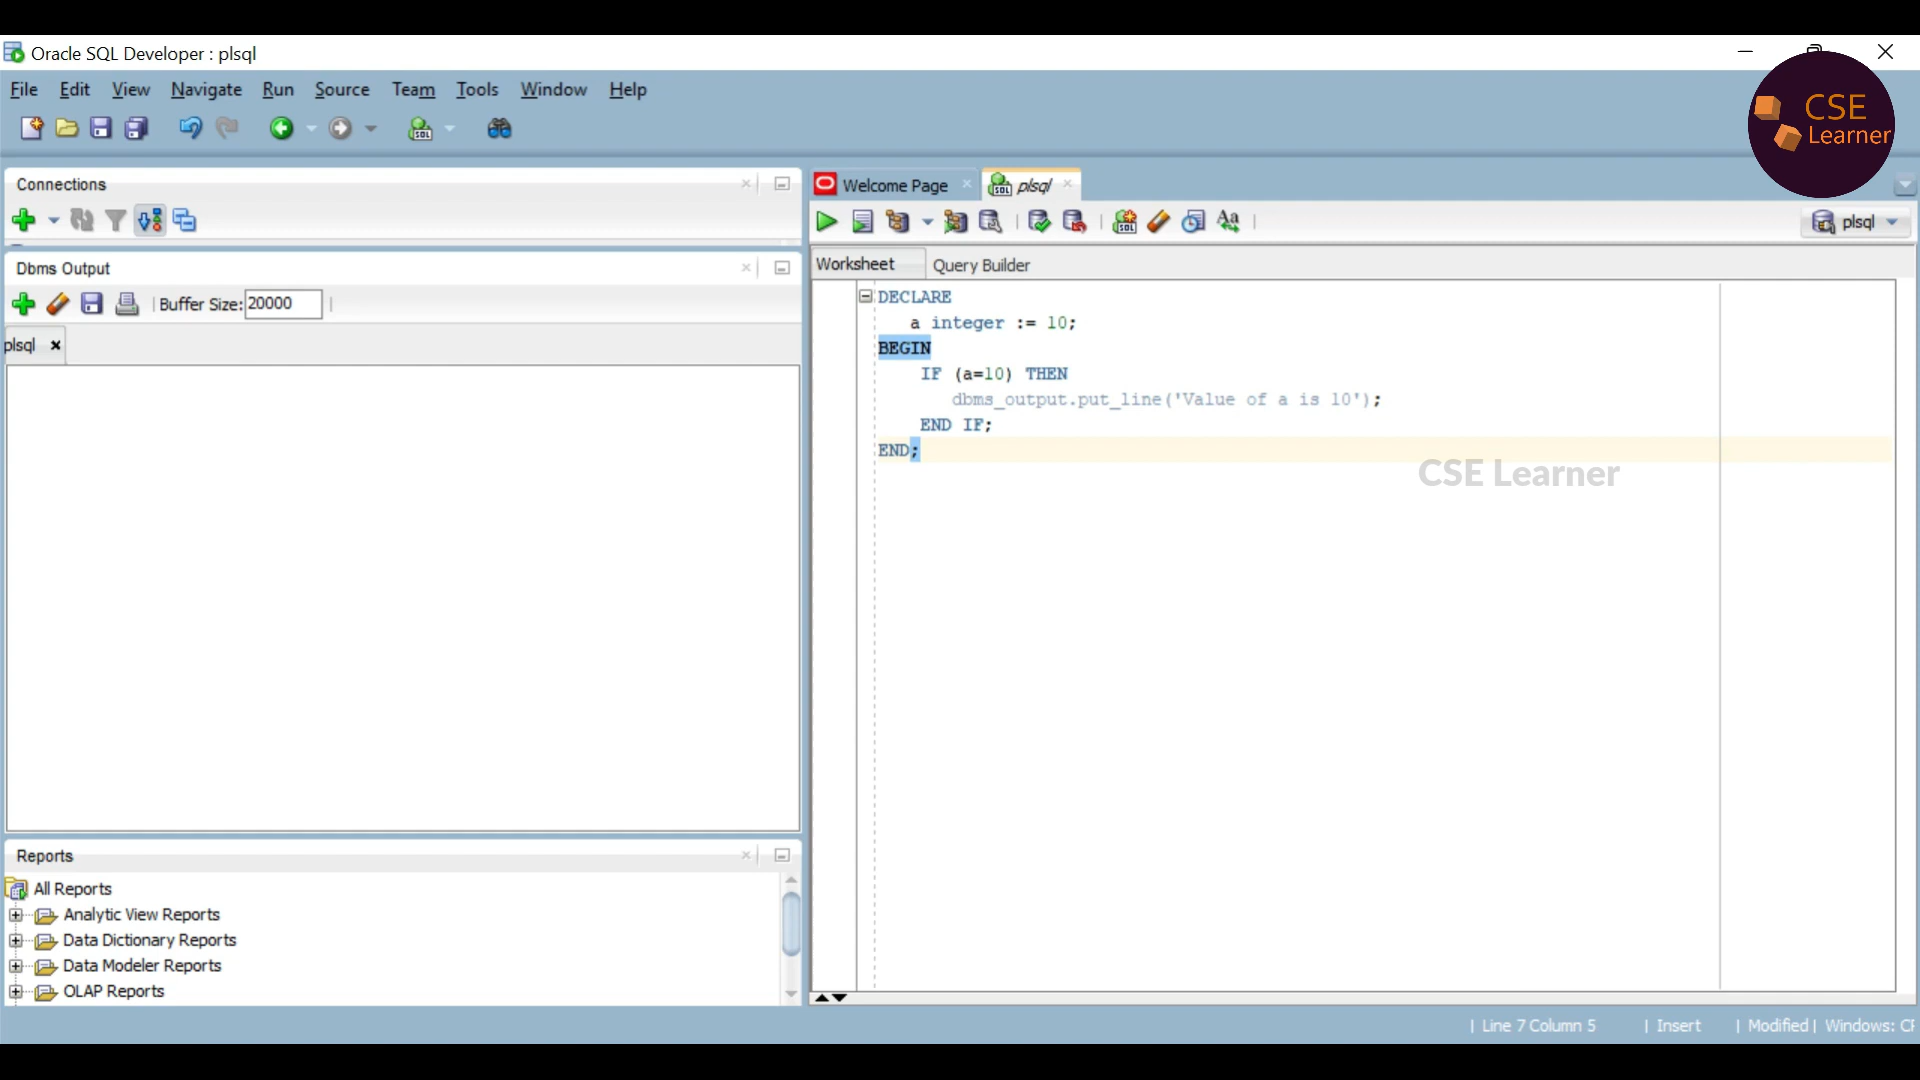 Oracle SQL Developer : plsql
File Edit View Navigate Run Source Team Tools Window Help
CSE
Learner
Connections
Dbms Output
Buffer Size: 20000
plsql
Welcome Page
plsql
plsql
Worksheet
Query Builder
DECLARE
a integer := 10;
BEGIN
IF (a=10) THEN
dbms_output.put_line('Value of a is 10');
END IF;
END;
CSE Learner
Reports
All Reports
Analytic View Reports
Data Dictionary Reports
Data Modeler Reports
OLAP Reports
| Line 7 Column 5 | Insert | Modified | Windows: CR